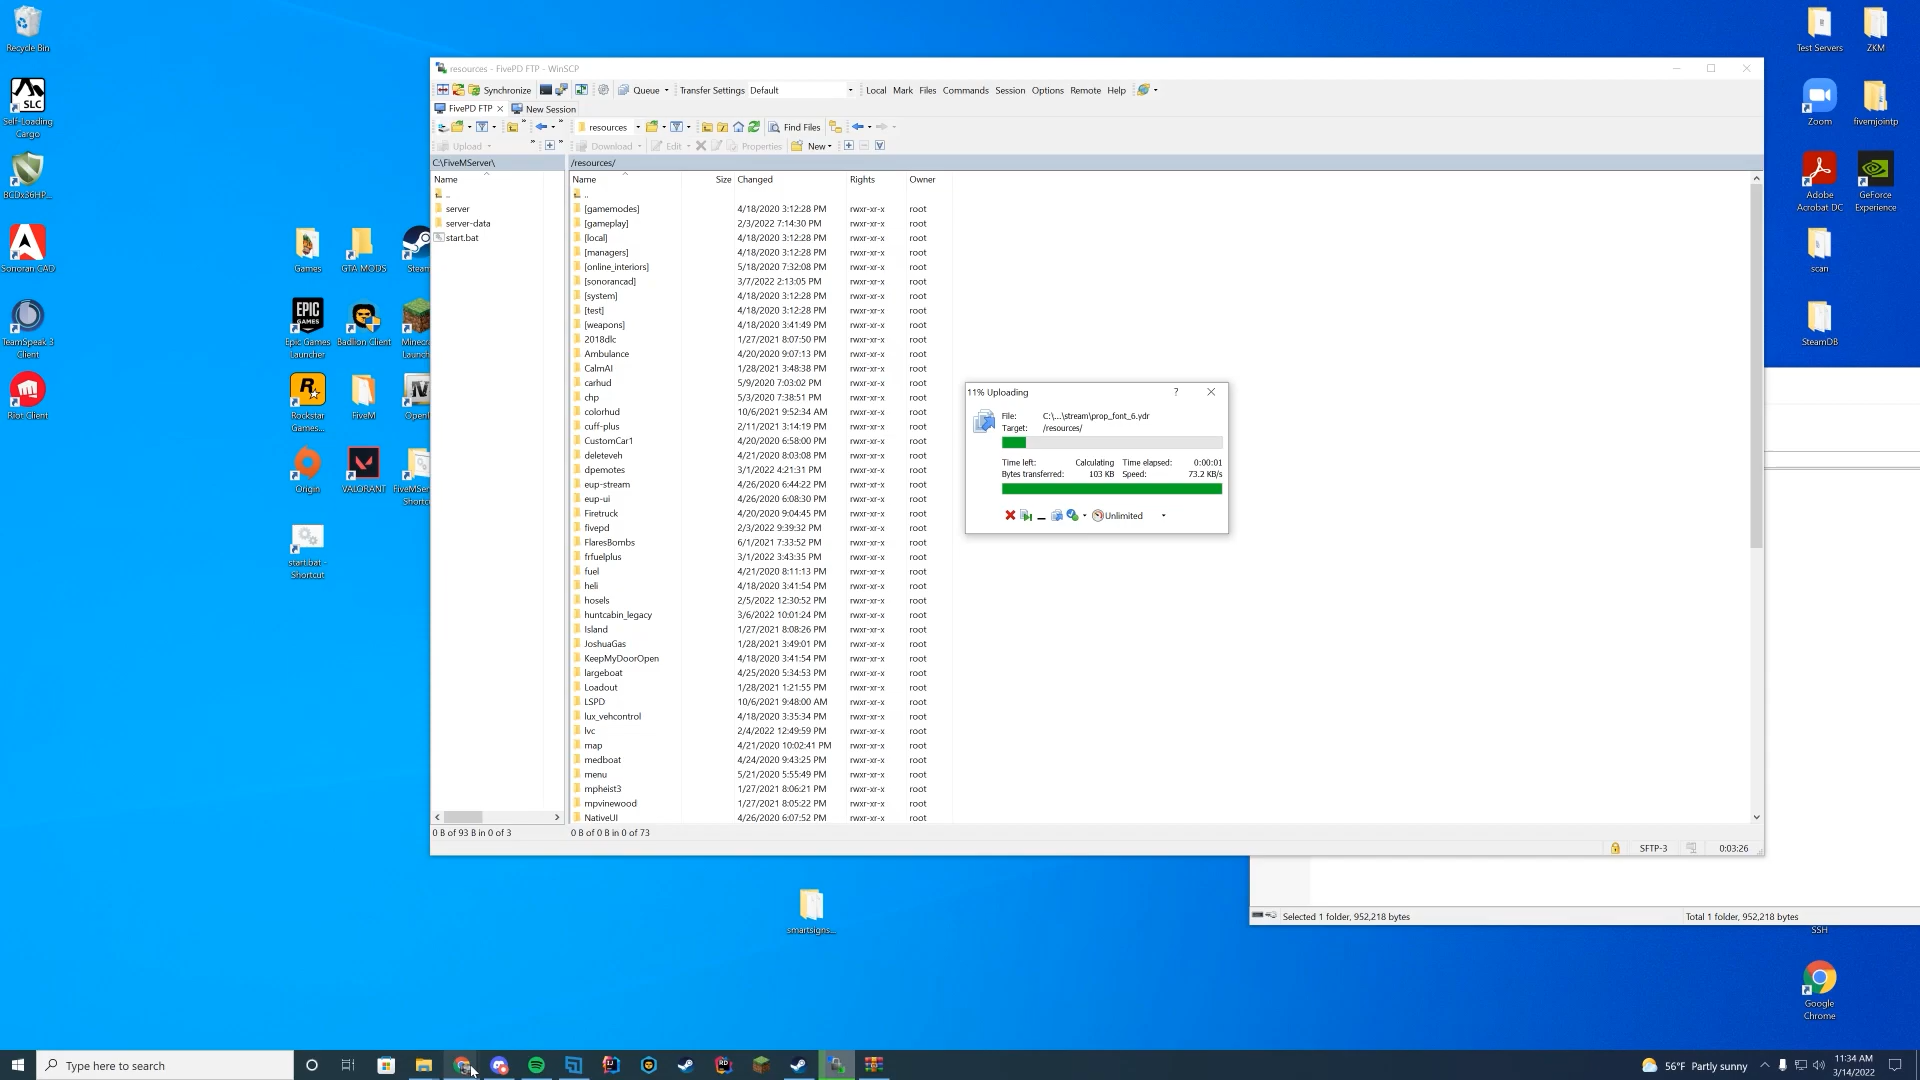 Recycle Bin
SLC
Self-Loading
Cargo
Sonoran CAD
TeamSpeak 3
Client
Riot Client
Games
GTA MODS
Steam
EPIC
GAMES
Epic Games
Launcher
Badlion Client
Rockstar
Games...
FiveM
Origin
VALORANT
start.bat -
Shortcut
resources - FivePD FTP - WinSCP
Synchronize
Queue
Transfer Settings Default
Local Mark Files Commands Session Options Remote Help
FivePD FTP
New Session
resources
Find Files
Upload
Download
Edit
Properties
New
C:\FiveMServer\
/resources/
Name
..
server
server-data
start.bat
Name Size Changed Rights Owner
..
[gamemodes] 4/18/2020 3:12:28 PM rwxr-xr-x root
[gameplay] 2/3/2022 7:14:30 PM rwxr-xr-x root
[local] 4/18/2020 3:12:28 PM rwxr-xr-x root
[managers] 4/18/2020 3:12:28 PM rwxr-xr-x root
[online_interiors] 5/18/2020 7:32:08 PM rwxr-xr-x root
[sonorancad] 3/7/2022 2:13:05 PM rwxr-xr-x root
[system] 4/18/2020 3:12:28 PM rwxr-xr-x root
[test] 4/18/2020 3:12:28 PM rwxr-xr-x root
[weapons] 4/18/2020 3:41:49 PM rwxr-xr-x root
2018dlc 1/27/2021 8:07:50 PM rwxr-xr-x root
Ambulance 4/20/2020 9:07:13 PM rwxr-xr-x root
CalmAI 1/28/2021 3:48:38 PM rwxr-xr-x root
carhud 5/9/2020 7:03:02 PM rwxr-xr-x root
chp 5/3/2020 7:38:51 PM rwxr-xr-x root
colorhud 10/6/2021 9:52:34 AM rwxr-xr-x root
cuff-plus 2/11/2021 3:14:19 PM rwxr-xr-x root
CustomCar1 4/20/2020 6:58:00 PM rwxr-xr-x root
deleteveh 4/21/2020 8:03:08 PM rwxr-xr-x root
dpemotes 3/1/2022 4:21:31 PM rwxr-xr-x root
eup-stream 4/26/2020 6:44:22 PM rwxr-xr-x root
eup-ui 4/26/2020 6:08:30 PM rwxr-xr-x root
Firetruck 4/20/2020 9:04:45 PM rwxr-xr-x root
fivepd 2/3/2022 9:39:32 PM rwxr-xr-x root
FlaresBombs 6/1/2021 7:33:52 PM rwxr-xr-x root
frfuelplus 3/1/2022 3:43:35 PM rwxr-xr-x root
fuel 4/21/2020 8:11:13 PM rwxr-xr-x root
heli 4/18/2020 3:41:54 PM rwxr-xr-x root
hosels 2/5/2022 12:30:52 PM rwxr-xr-x root
huntcabin_legacy 3/6/2022 10:01:24 PM rwxr-xr-x root
Island 1/27/2021 8:08:26 PM rwxr-xr-x root
JoshuaGas 1/28/2021 3:49:01 PM rwxr-xr-x root
KeepMyDoorOpen 4/18/2020 3:41:54 PM rwxr-xr-x root
largeboat 4/25/2020 5:34:53 PM rwxr-xr-x root
Loadout 1/28/2021 1:21:55 PM rwxr-xr-x root
LSPD 10/6/2021 9:48:00 AM rwxr-xr-x root
lux_vehcontrol 4/18/2020 3:35:34 PM rwxr-xr-x root
lvc 2/4/2022 12:49:59 PM rwxr-xr-x root
map 4/21/2020 10:02:41 PM rwxr-xr-x root
medboat 4/24/2020 9:43:25 PM rwxr-xr-x root
menu 5/21/2020 5:55:49 PM rwxr-xr-x root
mpheist3 1/27/2021 8:06:21 PM rwxr-xr-x root
mpvinewood 1/27/2021 8:05:22 PM rwxr-xr-x root
NativeUI 4/26/2020 6:07:52 PM rwxr-xr-x root
0 B of 93 B in 0 of 3
0 B of 0 B in 0 of 73
SFTP-3
0:03:26
11% Uploading
?
File: C:\...\stream\prop_font_6.ydr
Target: /resources/
Time left: Calculating Time elapsed: 0:00:01
Bytes transferred: 103 KB Speed: 73.2 KB/s
Unlimited
smartsigns...
Selected 1 folder, 952,218 bytes
Total 1 folder, 952,218 bytes
Test Servers
ZKM
Zoom
fivemjointp
Adobe
Acrobat DC
GeForce
Experience
scan
SteamDB
SSH
Google
Chrome
Type here to search
56°F Partly sunny
11:34 AM
3/14/2022